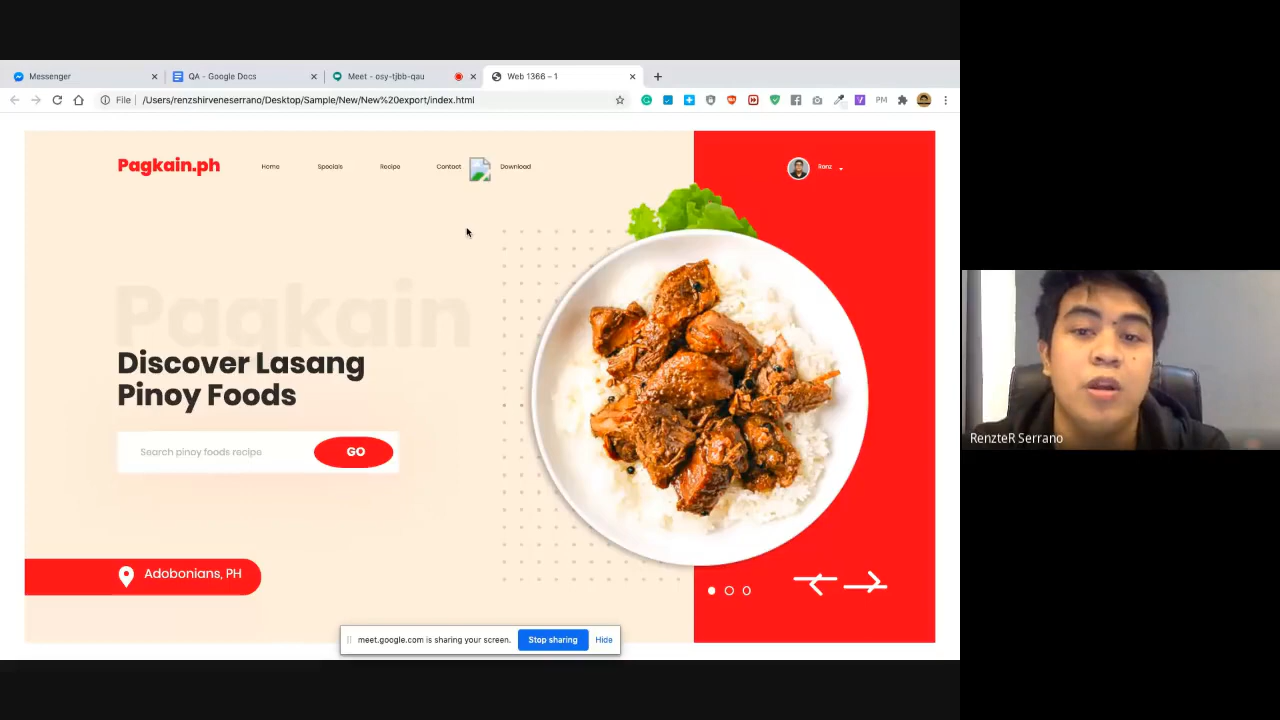 Messenger
QA - Google Docs
Meet - osy-tjbb-qau
Web 1366 – 1
File
/Users/renzshirveneserrano/Desktop/Sample/New/New%20export/index.html
PM
Pagkain.ph
Home
Specials
Recipe
Contact
Download
Renz
Pagkain
Discover Lasang
Pinoy Foods
Search pinoy foods recipe
GO
Adobonians, PH
meet.google.com is sharing your screen.
Stop sharing
Hide
RenzteR Serrano